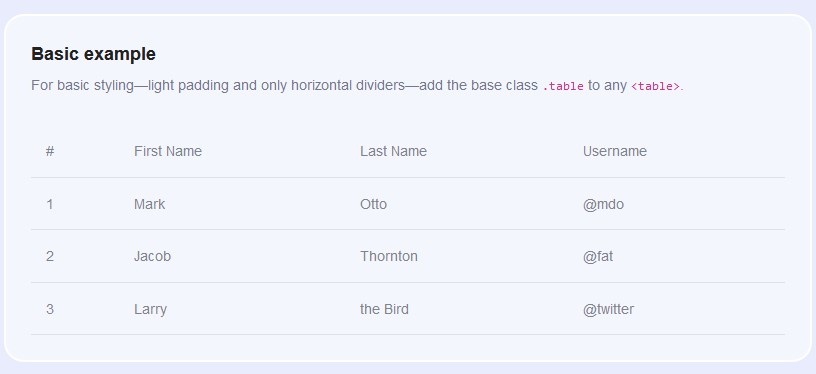 Basic example
For basic styling—light padding and only horizontal dividers—add the base class .table to any <table>.
# First Name Last Name Username
1 Mark Otto @mdo
2 Jacob Thornton @fat
3 Larry the Bird @twitter